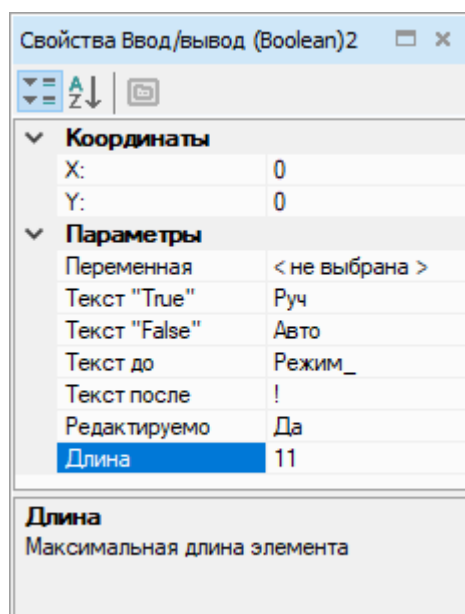 Свойства Ввод/вывод (Boolean)2
Координаты
X: 0
Y: 0
Параметры
Переменная < не выбрана >
Текст "True" Руч
Текст "False" Авто
Текст до Режим_
Текст после !
Редактируемо Да
Длина 11
Длина
Максимальная длина элемента